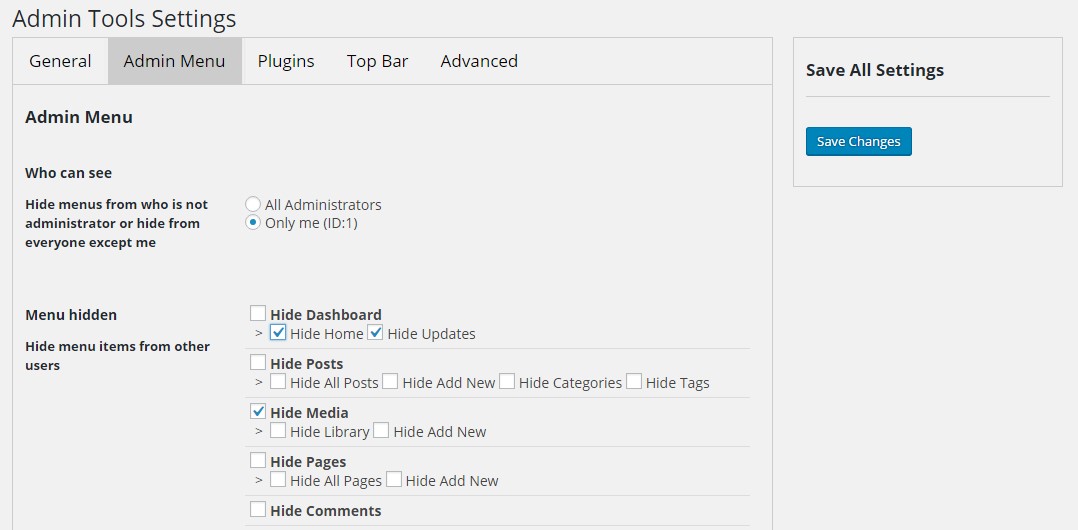 Admin Tools Settings
General Admin Menu Plugins Top Bar Advanced
Save All Settings
Save Changes
Admin Menu
Who can see
Hide menus from who is not
administrator or hide from
everyone except me
All Administrators
Only me (ID:1)
Menu hidden
Hide menu items from other
users
Hide Dashboard
> Hide Home Hide Updates
Hide Posts
> Hide All Posts Hide Add New Hide Categories Hide Tags
Hide Media
> Hide Library Hide Add New
Hide Pages
> Hide All Pages Hide Add New
Hide Comments